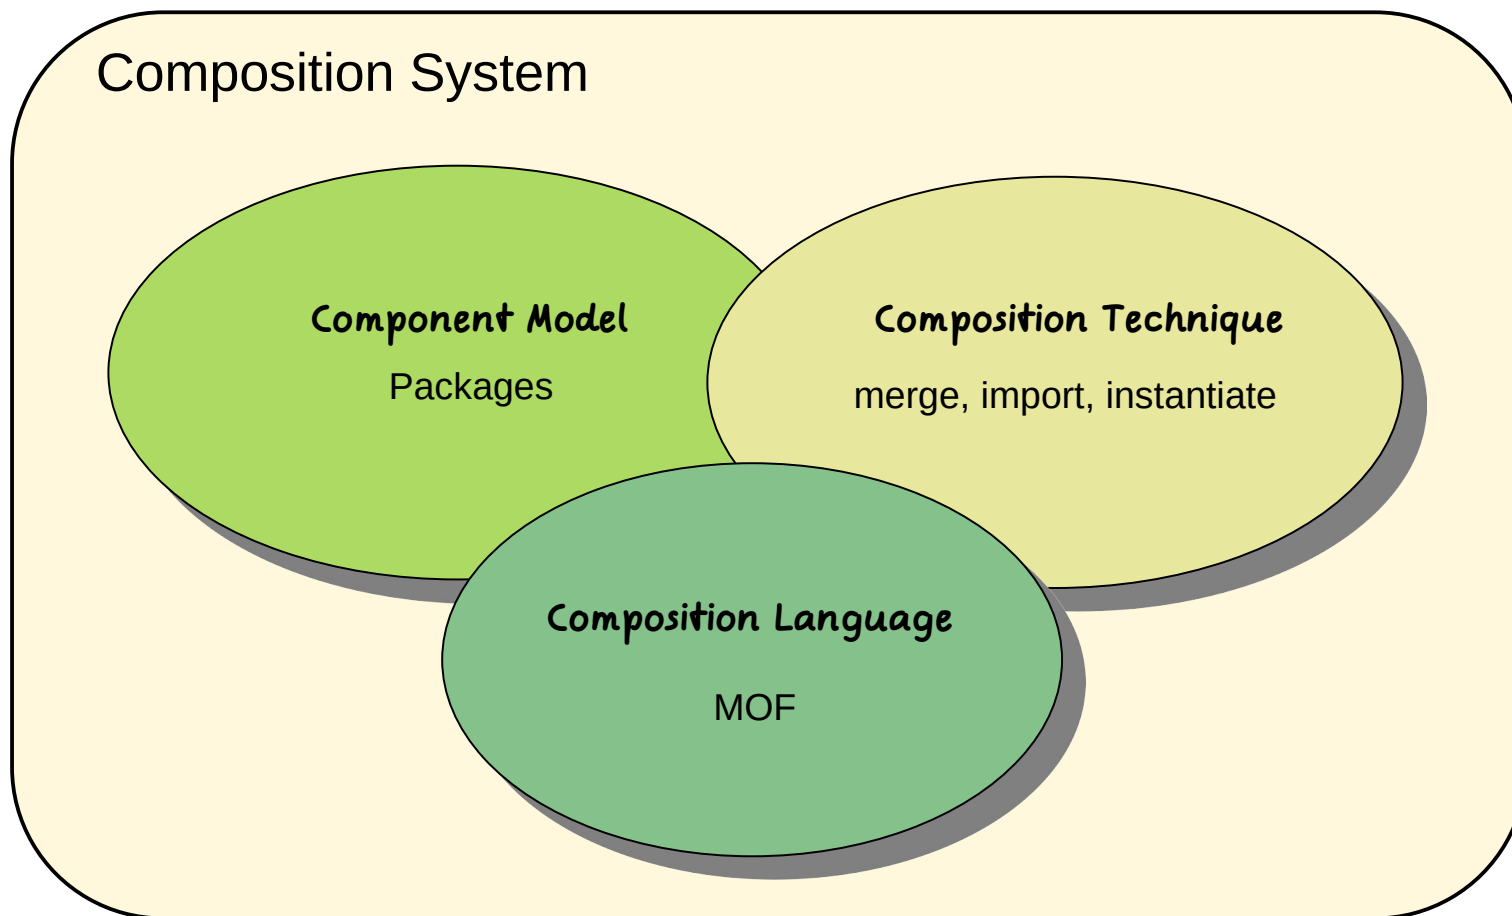 Composition System
Component Model
Packages
Composition Technique
merge, import, instantiate
Composition Language
MOF